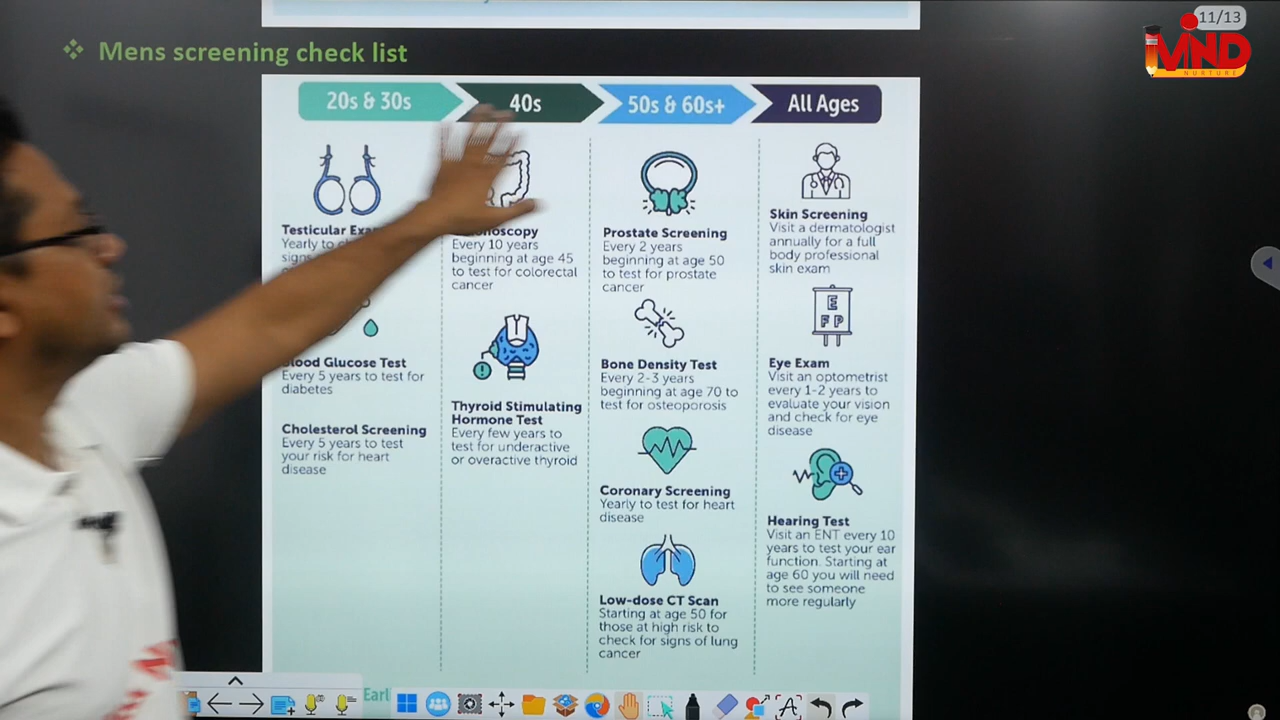 11/13
MIND
NURTURE
Mens screening check list
20s & 30s
40s
50s & 60s+
All Ages
Testicular
Yearly to
Blood Glucose Test
Every 5 years to test for
diabetes
Cholesterol Screening
Every 5 years to test
your risk for heart
disease
Every 10 years
beginning at age 45
to test for colorectal
cancer
Thyroid Stimulating
Hormone Test
Every few years to
test for underactive
or overactive thyroid
Prostate Screening
Every 2 years
beginning at age 50
to test for prostate
cancer
Bone Density Test
Every 2-3 years
beginning at age 70 to
test for osteoporosis
Coronary Screening
Yearly to test for heart
disease
Low-dose CT Scan
Starting at age 50 for
those at high risk to
check for signs of lung
cancer
Skin Screening
Visit a dermatologist
annually for a full
body professional
skin exam
E
F P
Eye Exam
Visit an optometrist
every 1-2 years to
evaluate your vision
and check for eye
disease
Hearing Test
Visit an ENT every 10
years to test your ear
function. Starting at
age 60 you will need
to see someone
more regularly
Earl